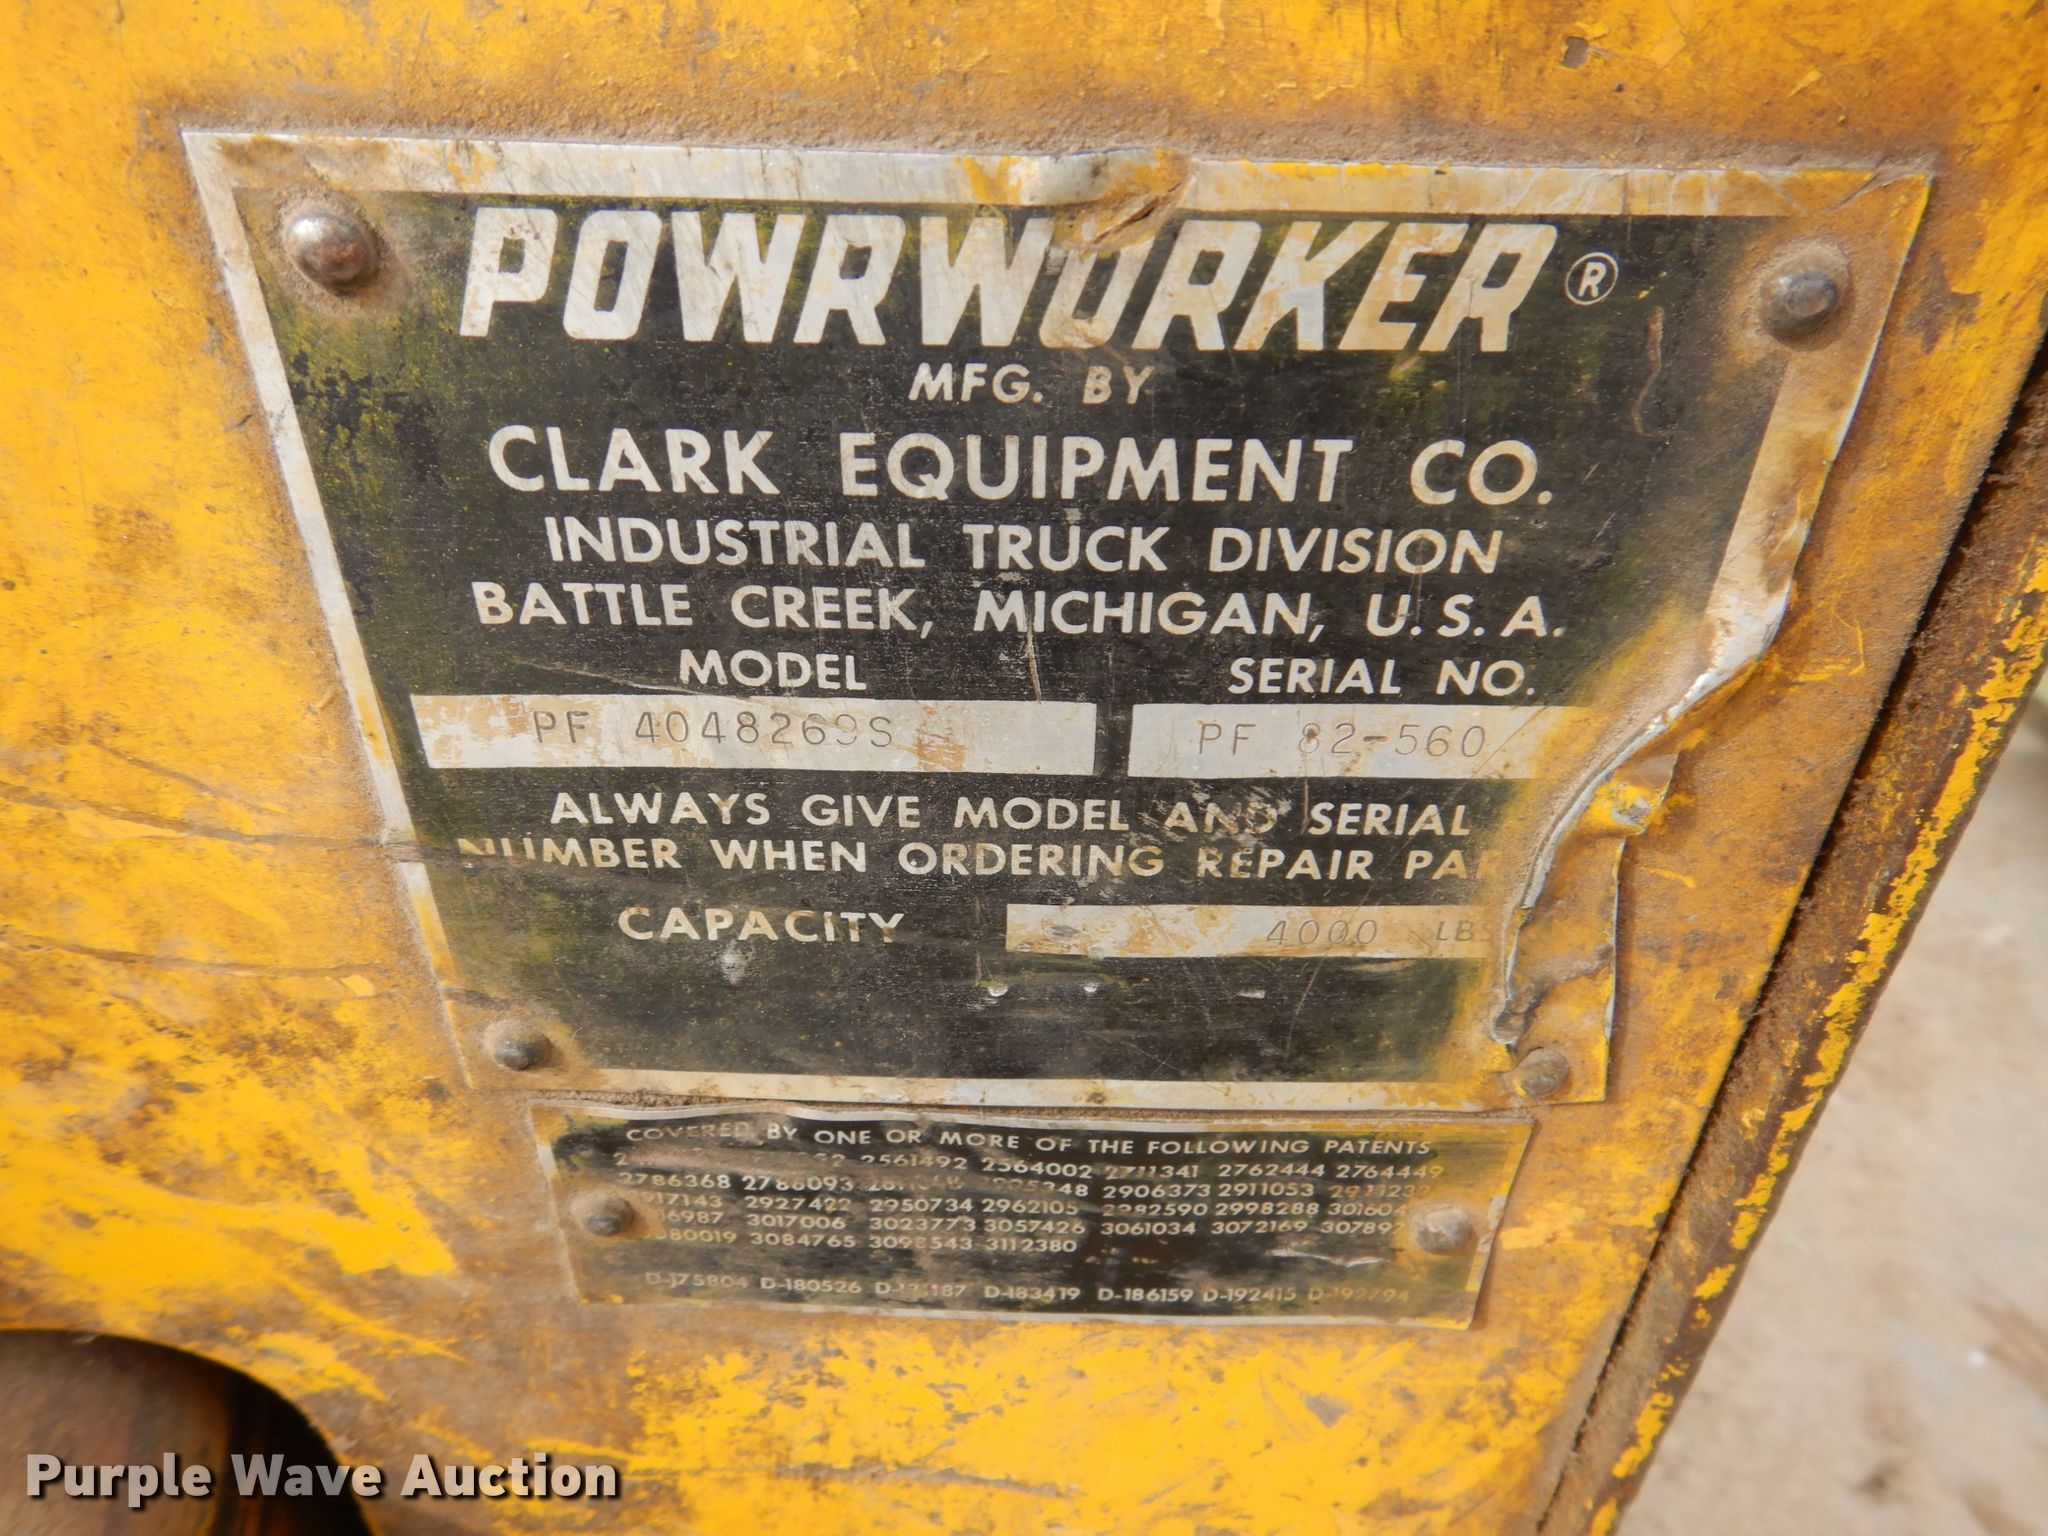 POWRWORKER ®
MFG. BY
CLARK EQUIPMENT CO.
INDUSTRIAL TRUCK DIVISION
BATTLE CREEK, MICHIGAN, U.S.A.
MODEL SERIAL NO.
PF PF 82-560
ALWAYS GIVE MODEL AND SERIAL
NUMBER WHEN ORDERING REPAIR
CAPACITY 4000 LBS
COVERED BY ONE OR MORE OF THE FOLLOWING PATENTS
2561492 2564002 2711341 2762444 2764449
2786368 2786093 2906373 2911053
2927422 2950734 2962105 2982590 2998288
3017006 3023773 3057426 3061034 3072169
3084765 3112380
D-175804 D-180526 D-183419 D-186159 D-192415 D-192794
Purple Wave Auction